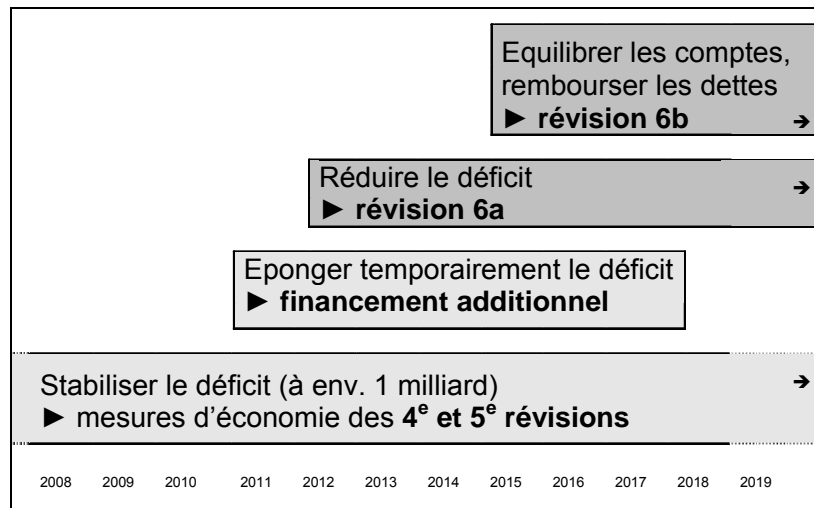 Equilibrer les comptes,
rembourser les dettes
► révision 6b ➔
Réduire le déficit ➔
► révision 6a
Eponger temporairement le déficit
► financement additionnel
Stabiliser le déficit (à env. 1 milliard) ➔
► mesures d’économie des 4e et 5e révisions
2008 2009 2010 2011 2012 2013 2014 2015 2016 2017 2018 2019